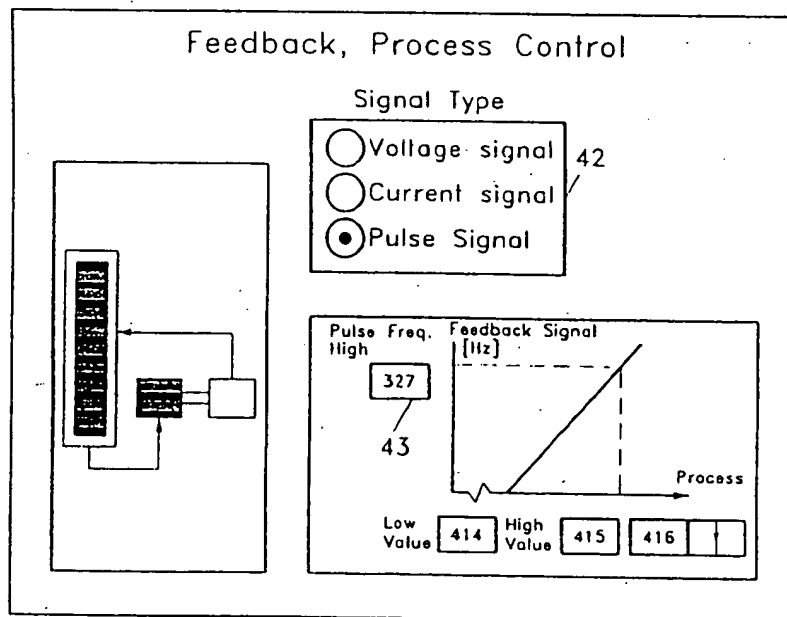 Feedback, Process Control
Signal Type
Voltage signal
Current signal
Pulse Signal
42
Pulse Freq.
High
327
43
Feedback Signal
[Hz]
Process
Low
Value
414
High
Value
415
416